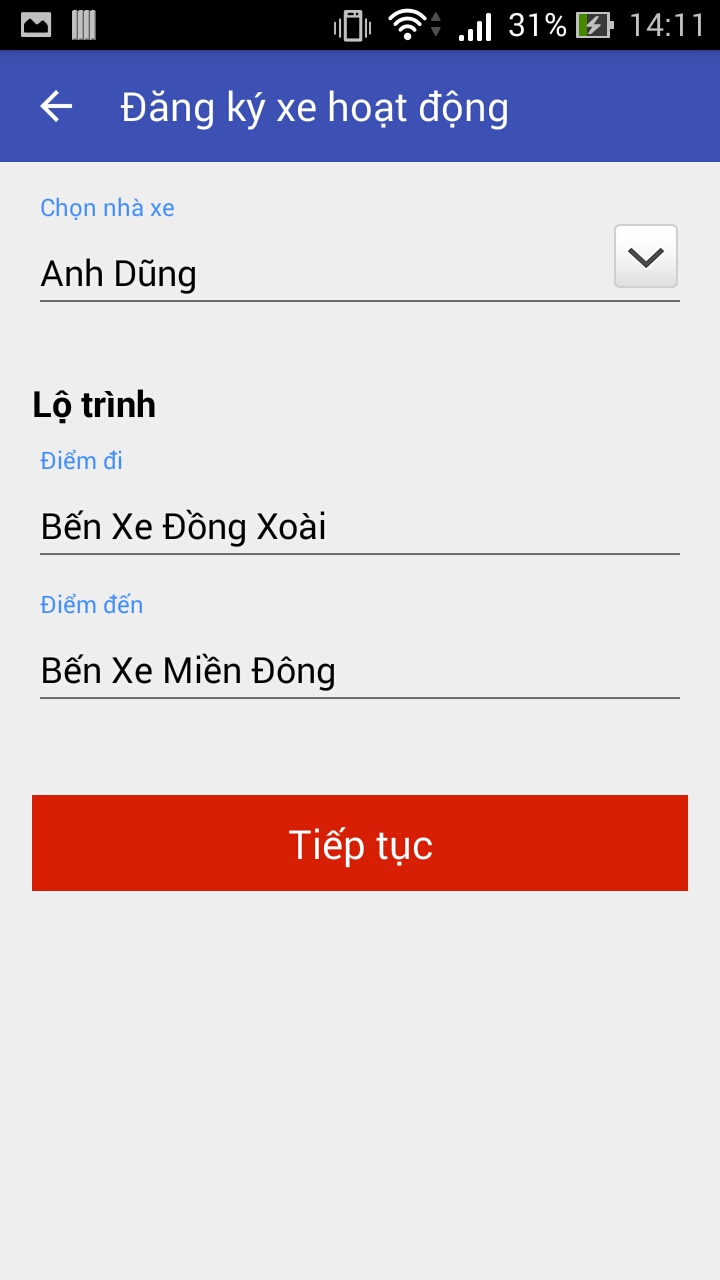 31% 14:11
Đăng ký xe hoạt động
Chọn nhà xe
Anh Dũng
Lộ trình
Điểm đi
Bến Xe Đồng Xoài
Điểm đến
Bến Xe Miền Đông
Tiếp tục